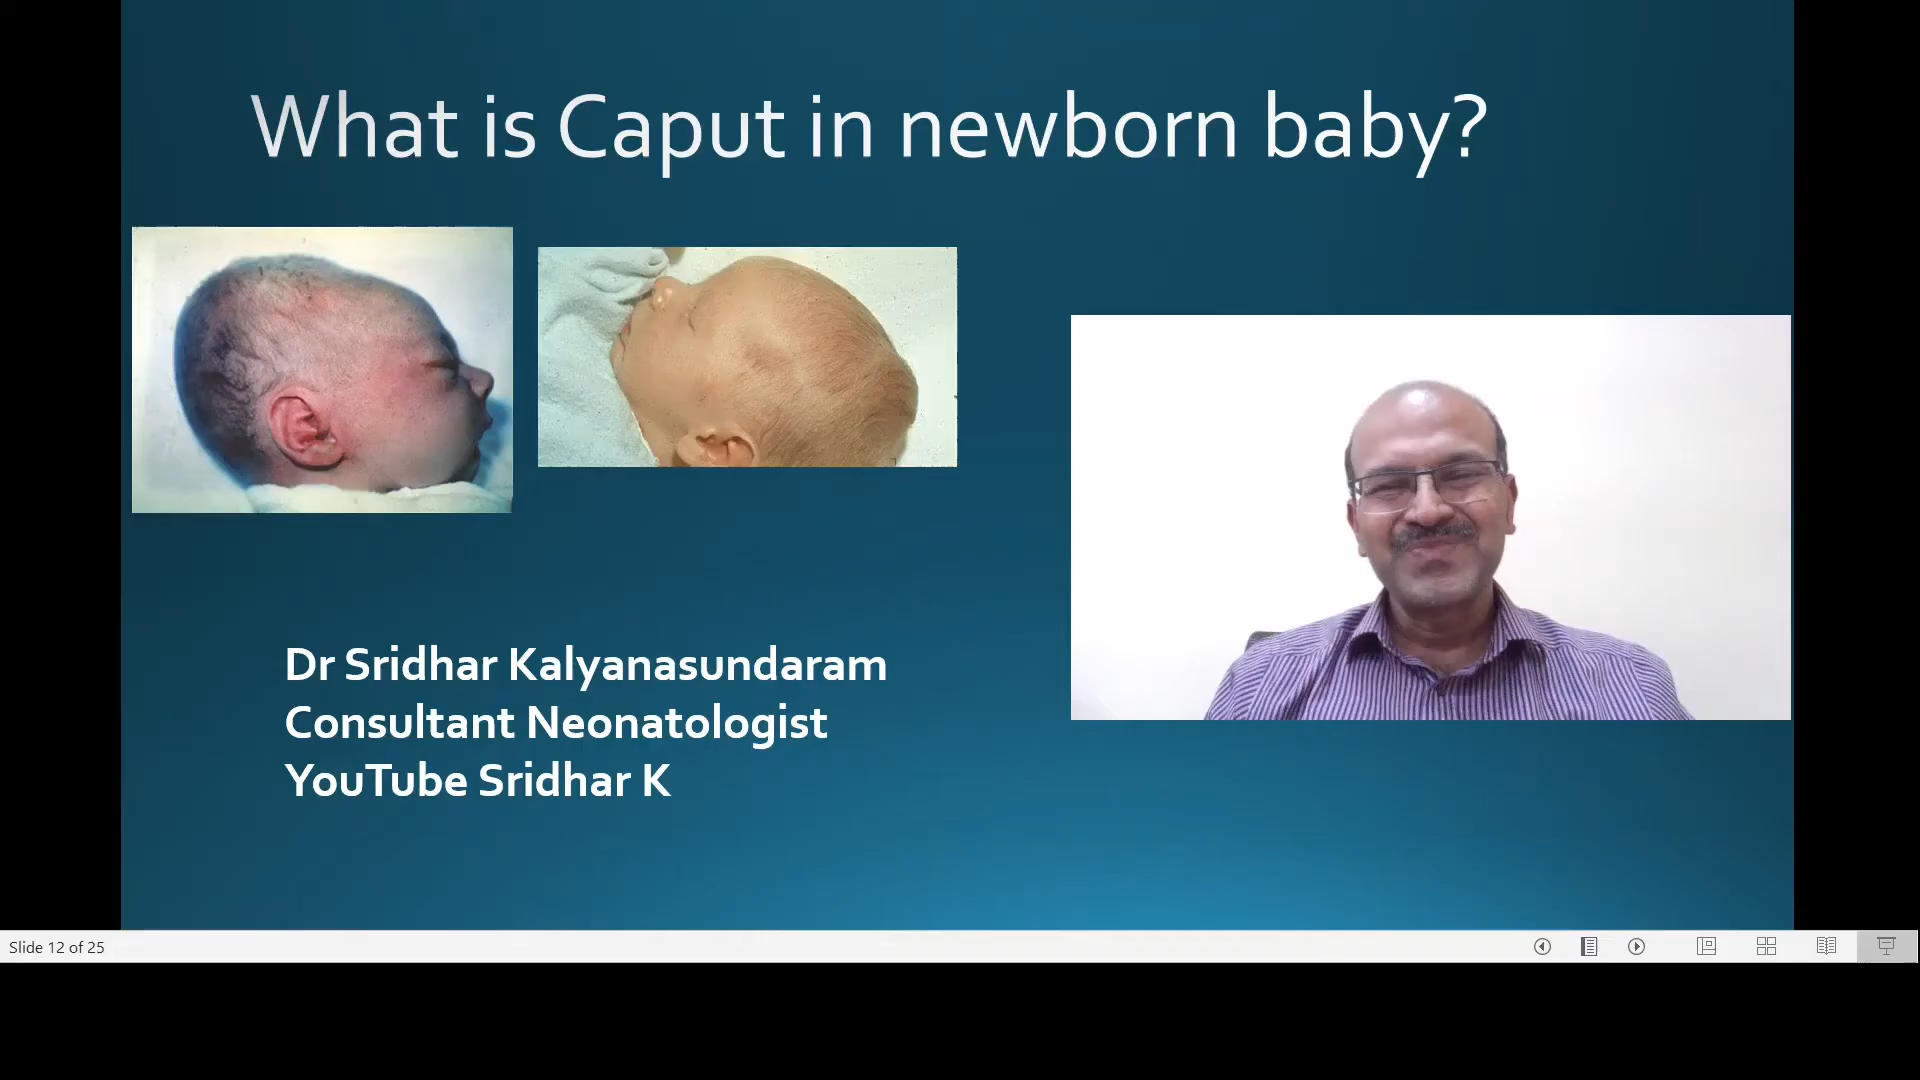 What is Caput in newborn baby?
Dr Sridhar Kalyanasundaram
Consultant Neonatologist
YouTube Sridhar K
Slide 12 of 25